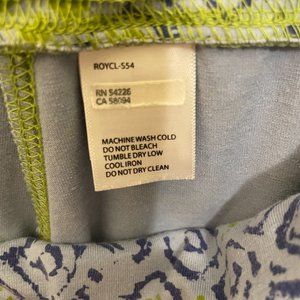 ROYCL-S54
RN 54226
CA 58094
MACHINE WASH COLD
DO NOT BLEACH
TUMBLE DRY LOW
COOL IRON
DO NOT DRY CLEAN